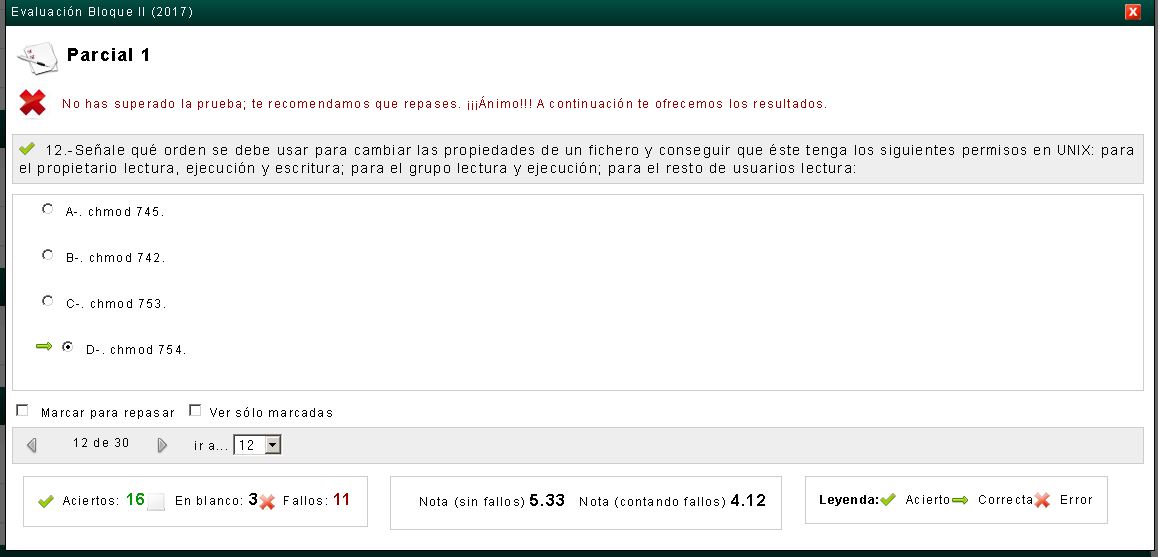 Evaluación Bloque II (2017)
Parcial 1
No has superado la prueba; te recomendamos que repases. ¡¡¡Ánimo!!! A continuación te ofrecemos los resultados.
12.-Señale qué orden se debe usar para cambiar las propiedades de un fichero y conseguir que éste tenga los siguientes permisos en UNIX: para
el propietario lectura, ejecución y escritura; para el grupo lectura y ejecución; para el resto de usuarios lectura:
A-. chmod 745.
B-. chmod 742.
C-. chmod 753.
D-. chmod 754.
Marcar para repasar Ver sólo marcadas
12 de 30 ir a... 12
Aciertos: 16 En blanco: 3 Fallos: 11 Nota (sin fallos) 5.33 Nota (contando fallos) 4.12 Leyenda: Acierto Correcta Error